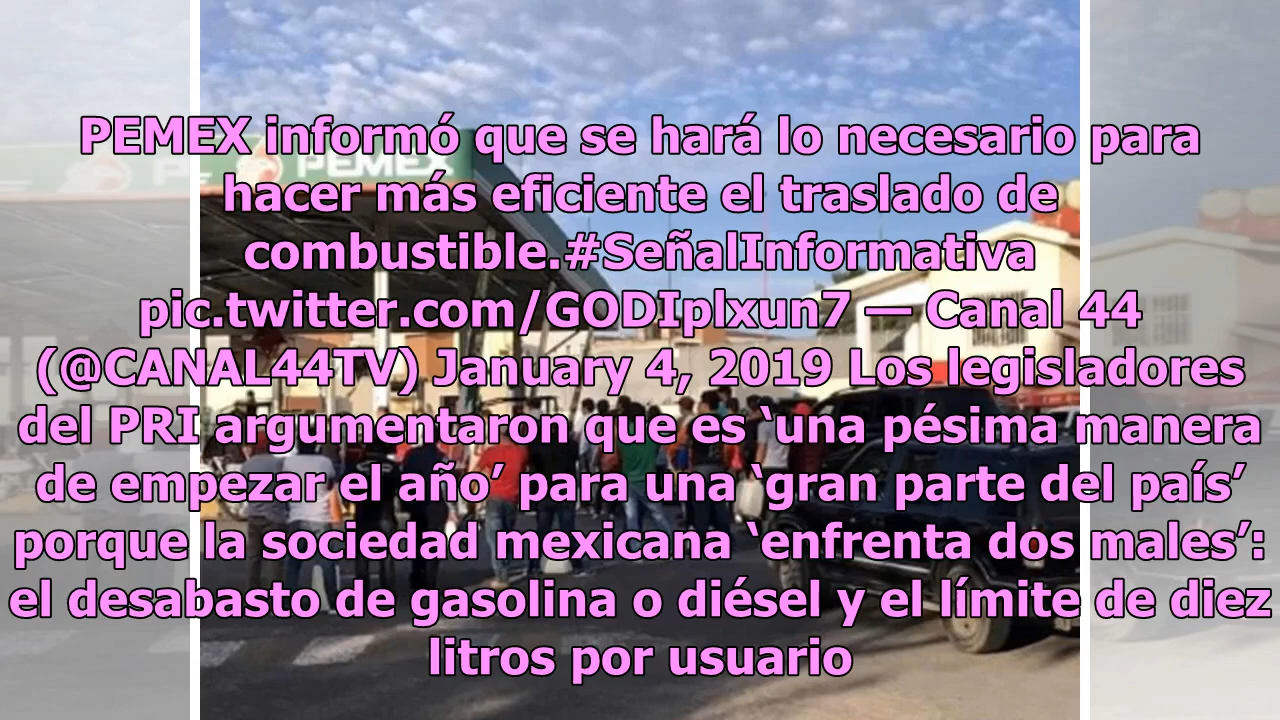 PEMEX informó que se hará lo necesario para
hacer más eficiente el traslado de
combustible.#SeñalInformativa
pic.twitter.com/GODIplxun7 — Canal 44
(@CANAL44TV) January 4, 2019 Los legisladores
del PRI argumentaron que es ‘una pésima manera
de empezar el año’ para una ‘gran parte del país’
porque la sociedad mexicana ‘enfrenta dos males’:
el desabasto de gasolina o diésel y el límite de diez
litros por usuario
PEMEX